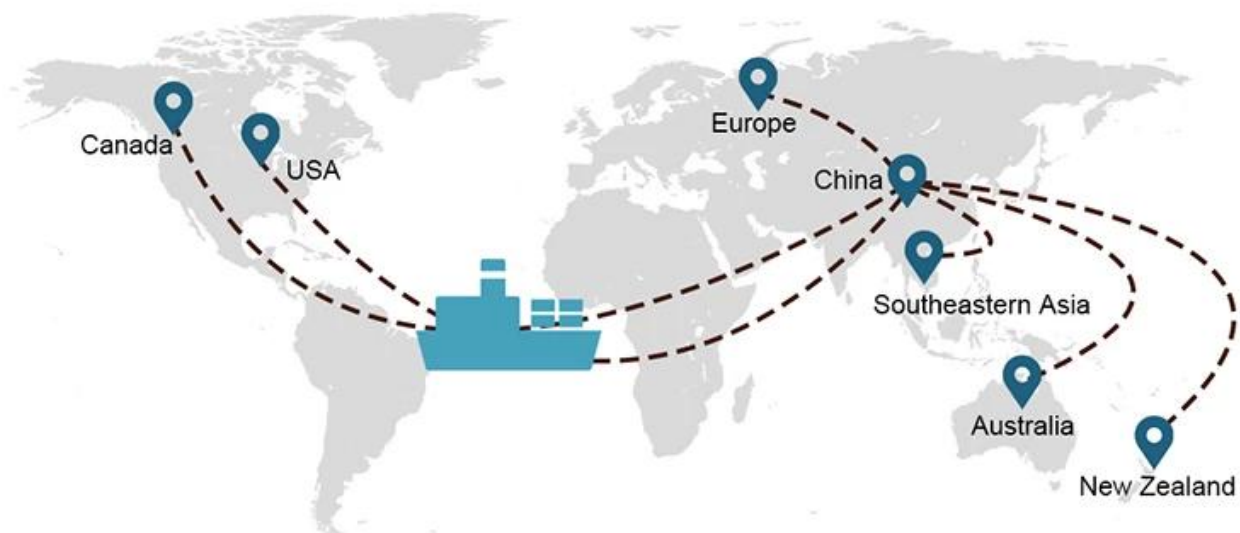 Canada
USA
Europe
China
Southeastern Asia
Australia
New Zealand